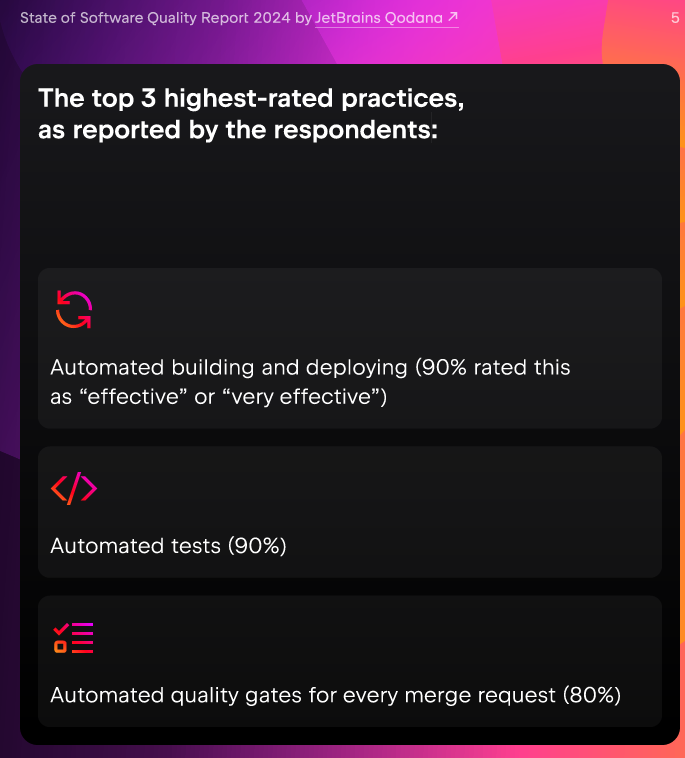 State of Software Quality Report 2024 by JetBrains Qodana ↗ 5
The top 3 highest-rated practices,
as reported by the respondents:
Automated building and deploying (90% rated this
as “effective” or “very effective”)
Automated tests (90%)
Automated quality gates for every merge request (80%)